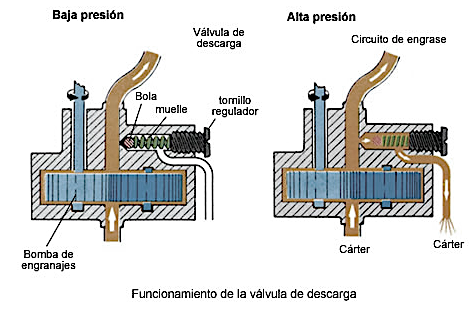 Baja presión
Alta presión
Válvula de
descarga
Circuito de engrase
Bola
muelle
tornillo
regulador
Bomba de
engranajes
Cárter
Cárter
Funcionamiento de la válvula de descarga